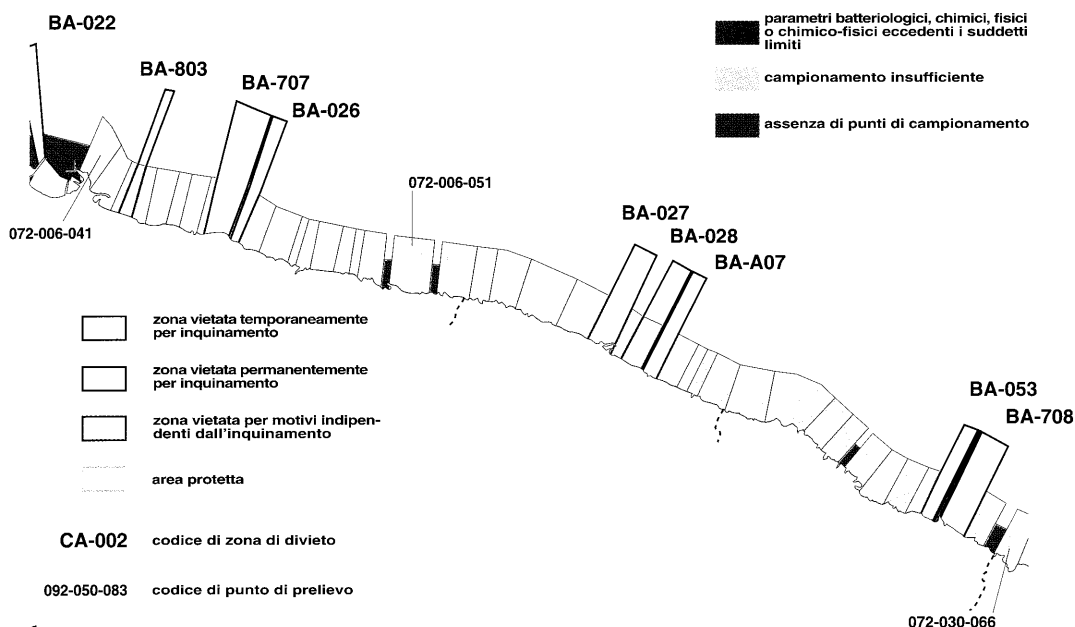 BA-022
BA-803
BA-707
BA-026
parametri batteriologici, chimici, fisici
o chimico-fisici eccedenti i suddetti
limiti
campionamento insufficiente
assenza di punti di campionamento
072-006-051
072-006-041
BA-027
BA-028
BA-A07
zona vietata temporaneamente
per inquinamento
zona vietata permanentemente
per inquinamento
zona vietata per motivi indipen-
denti dall'inquinamento
area protetta
CA-002 codice di zona di divieto
092-050-083 codice di punto di prelievo
BA-053
BA-708
072-030-066